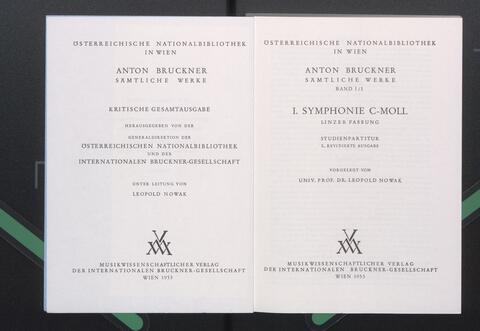 ÖSTERREICHISCHE NATIONALBIBLIOTHEK
IN WIEN
ANTON BRUCKNER
SÄMTLICHE WERKE
KRITISCHE GESAMTAUSGABE
HERAUSGEGEBEN VON DER
GENERALDIREKTION DER
ÖSTERREICHISCHEN NATIONALBIBLIOTHEK
UND DER
INTERNATIONALEN BRUCKNER-GESELLSCHAFT
UNTER LEITUNG VON
LEOPOLD NOWAK
MUSIKWISSENSCHAFTLICHER VERLAG
DER INTERNATIONALEN BRUCKNER-GESELLSCHAFT
WIEN 1953
ÖSTERREICHISCHE NATIONALBIBLIOTHEK
IN WIEN
ANTON BRUCKNER
SÄMTLICHE WERKE
BAND I/1
I. SYMPHONIE C-MOLL
LINZER FASSUNG
STUDIENPARTITUR
2., REVIDIERTE AUSGABE
VORGELEGT VON
UNIV. PROF. DR. LEOPOLD NOWAK
MUSIKWISSENSCHAFTLICHER VERLAG
DER INTERNATIONALEN BRUCKNER-GESELLSCHAFT
WIEN 1953